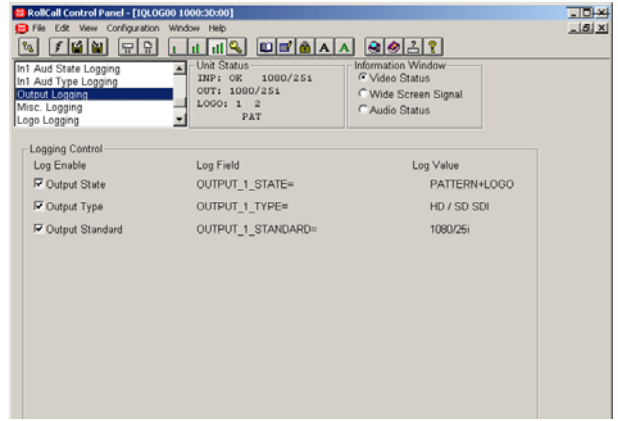 RollCall Control Panel - [IQLOG00 1000:3D:00]
File Edit View Configuration Window Help
In1 Aud State Logging
In1 Aud Type Logging
Output Logging
Misc. Logging
Logo Logging
Unit Status
INP: OK 1080/25i
OUT: 1080/25i
LOGO: 1 2
PAT
Information Window
Video Status
Wide Screen Signal
Audio Status
Logging Control
Log Enable Log Field Log Value
Output State OUTPUT_1_STATE= PATTERN+LOGO
Output Type OUTPUT_1_TYPE= HD / SD SDI
Output Standard OUTPUT_1_STANDARD= 1080/25i